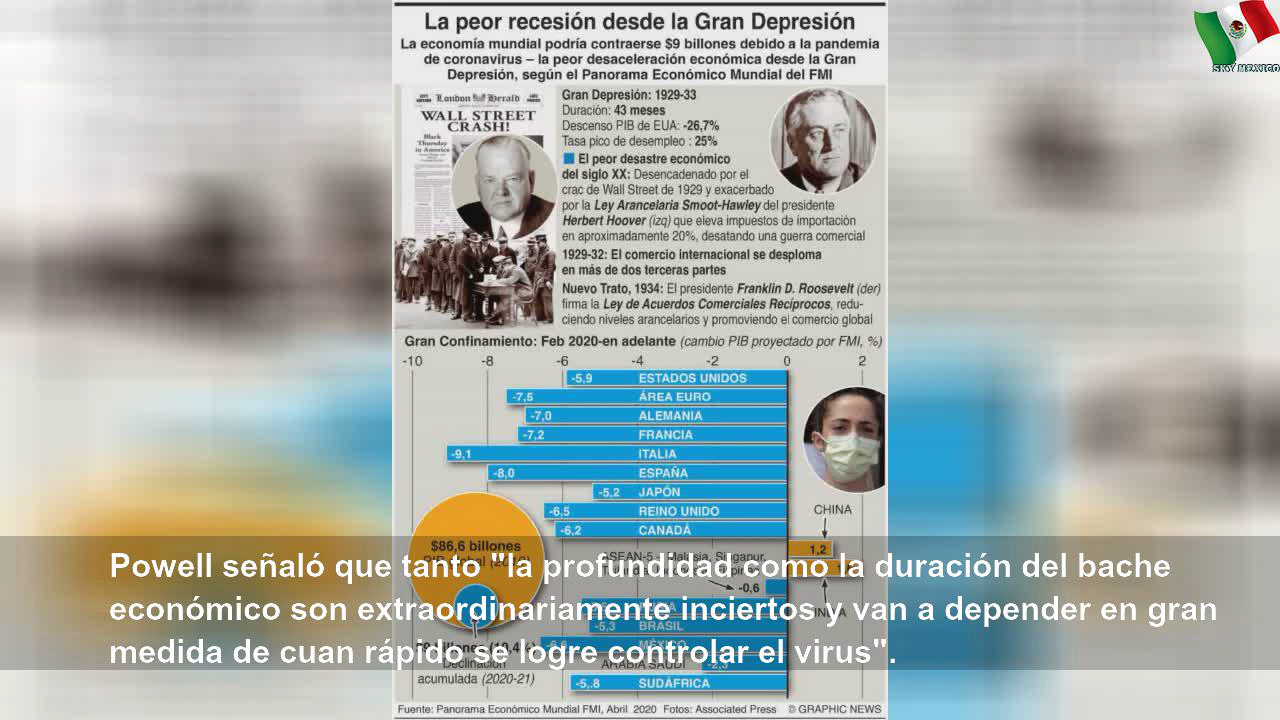 La peor recesión desde la Gran Depresión
La economía mundial podría contraerse $9 billones debido a la pandemia
de coronavirus – la peor desaceleración económica desde la Gran
Depresión, según el Panorama Económico Mundial del FMI
SKY MEXICO
London Herald
WALL STREET
CRASH!
Black
Thursday
in America
Gran Depresión: 1929-33
Duración: 43 meses
Descenso PIB de EUA: -26,7%
Tasa pico de desempleo : 25%
El peor desastre económico
del siglo XX: Desencadenado por el
crac de Wall Street de 1929 y exacerbado
por la Ley Arancelaria Smoot-Hawley del presidente
Herbert Hoover (izq) que eleva impuestos de importación
en aproximadamente 20%, desatando una guerra comercial
1929-32: El comercio internacional se desploma
en más de dos terceras partes
Nuevo Trato, 1934: El presidente Franklin D. Roosevelt (der)
firma la Ley de Acuerdos Comerciales Recíprocos, redu-
ciendo niveles arancelarios y promoviendo el comercio global
Gran Confinamiento: Feb 2020-en adelante (cambio PIB proyectado por FMI, %)
-10 -8 -6 -4 -2 0 2
-5,9 ESTADOS UNIDOS
-7,5 ÁREA EURO
-7,0 ALEMANIA
-7,2 FRANCIA
-9,1 ITALIA
-8,0 ESPAÑA
-5,2 JAPÓN
-6,5 REINO UNIDO
-6,2 CANADÁ
CHINA
1,2
$86,6 billones
ASEAN-5 Malasia, Singapur,
-0,6
-5,3 BRASIL
MÉXICO
ARABIA SAUDÍ
Declinación
acumulada (2020-21)
-5,.8 SUDÁFRICA
Powell señaló que tanto "la profundidad como la duración del bache
económico son extraordinariamente inciertos y van a depender en gran
medida de cuan rápido se logre controlar el virus".
Fuente: Panorama Económico Mundial FMI, Abril 2020 Fotos: Associated Press © GRAPHIC NEWS